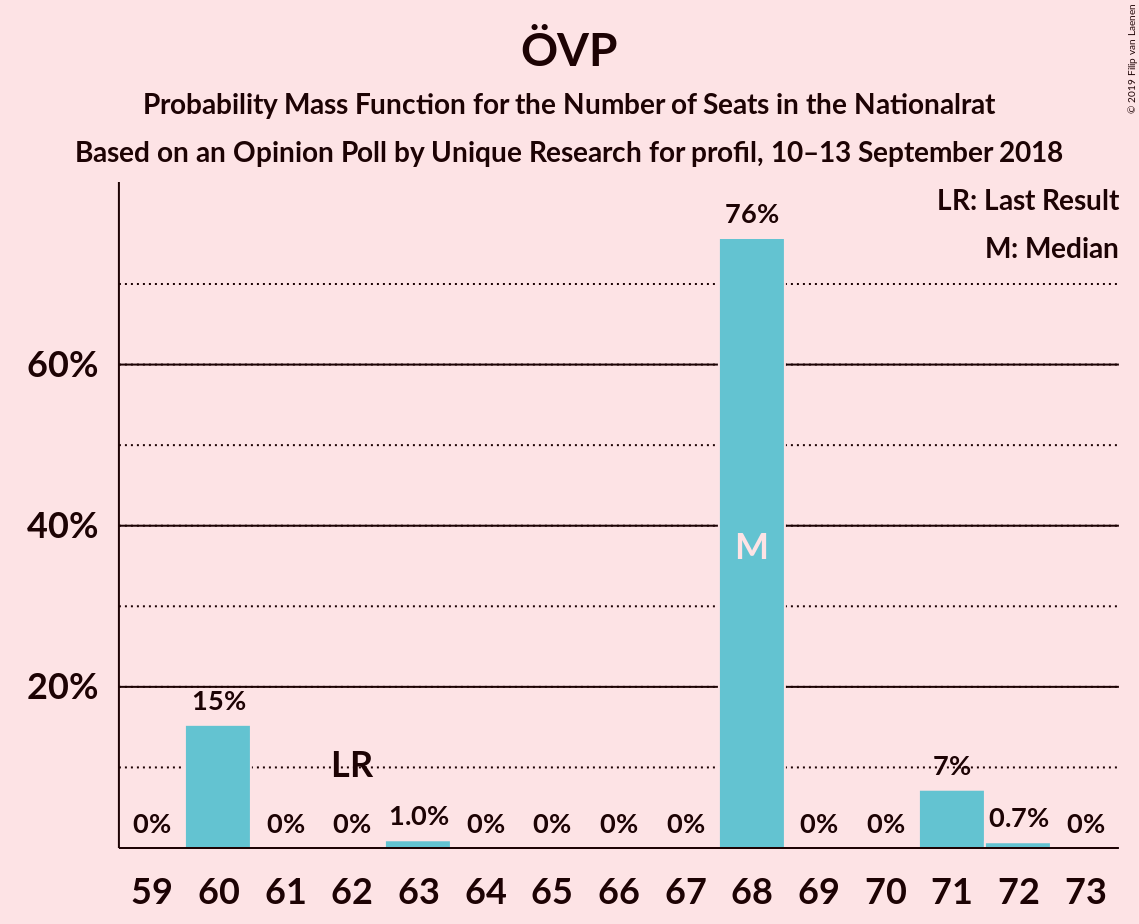 ÖVP
Probability Mass Function for the Number of Seats in the Nationalrat
Based on an Opinion Poll by Unique Research for profil, 10–13 September 2018
© 2019 Filip van Laenen
LR: Last Result
M: Median
76%
60%
40%
M
20%
15%
LR
7%
0% 0% 0% 1.0% 0% 0% 0% 0% 0% 0% 0.7% 0%
59 60 61 62 63 64 65 66 67 68 69 70 71 72 73